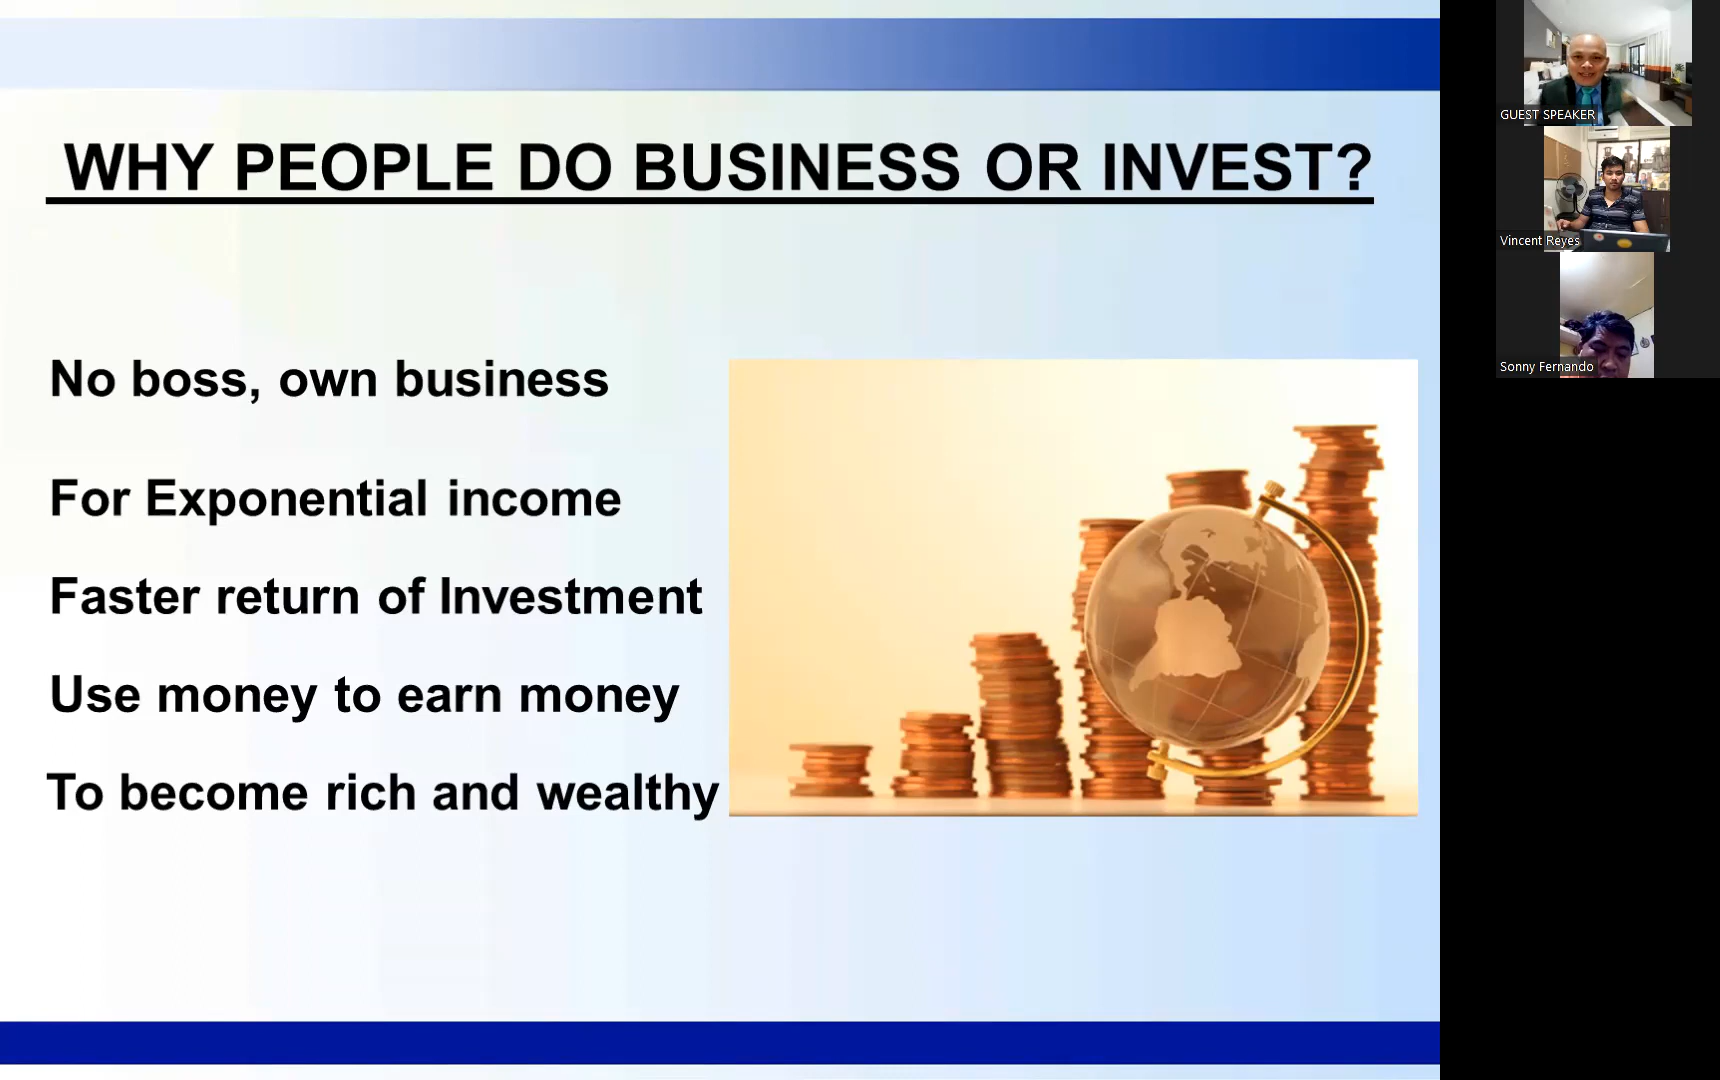 WHY PEOPLE DO BUSINESS OR INVEST?
No boss, own business
For Exponential income
Faster return of Investment
Use money to earn money
To become rich and wealthy
GUEST SPEAKER
Vincent Reyes
Sonny Fernando